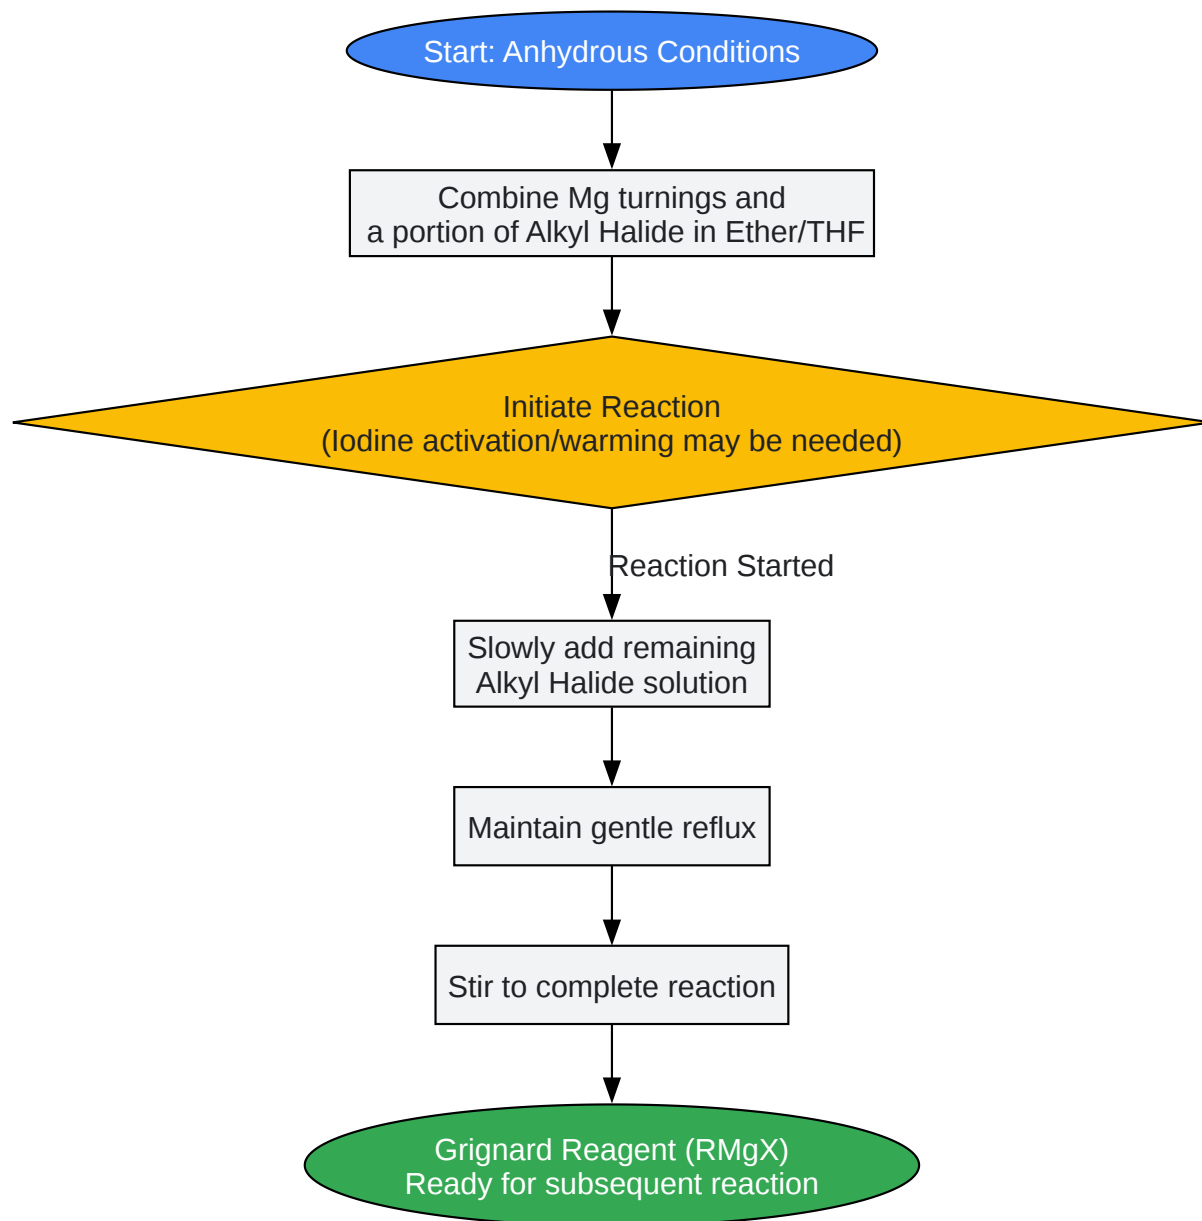 Start: Anhydrous Conditions
Combine Mg turnings and
a portion of Alkyl Halide in Ether/THF
Initiate Reaction
(Iodine activation/warming may be needed)
Reaction Started
Slowly add remaining
Alkyl Halide solution
Maintain gentle reflux
Stir to complete reaction
Grignard Reagent (RMgX)
Ready for subsequent reaction